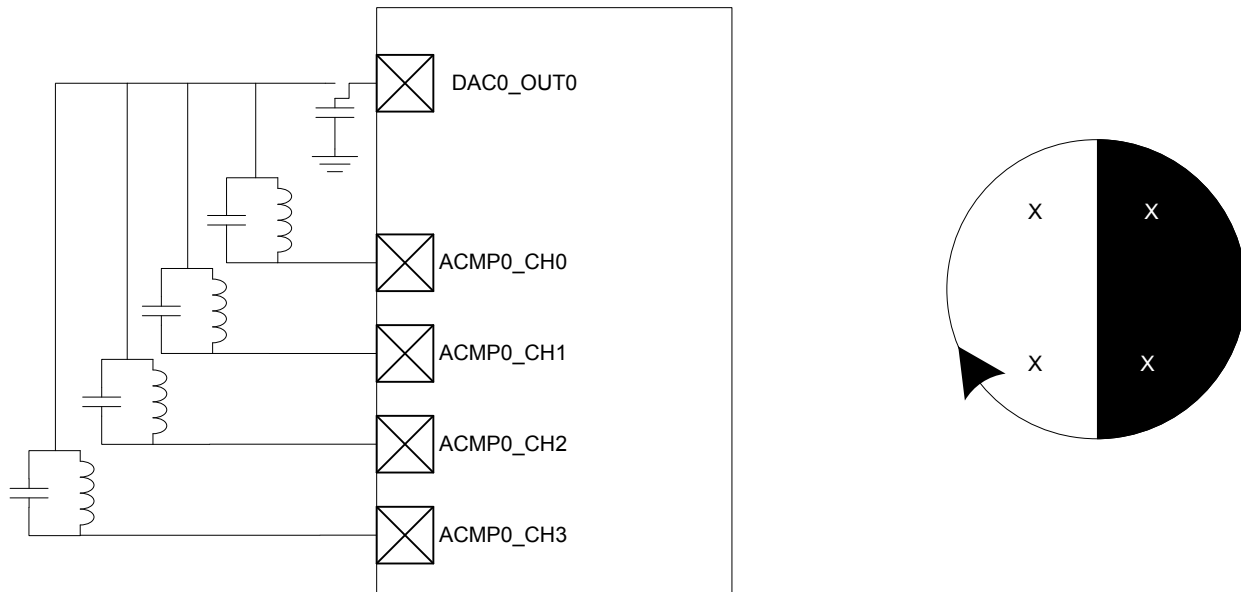 DAC0_OUT0
X X
ACMP0_CH0
ACMP0_CH1
X X
ACMP0_CH2
ACMP0_CH3